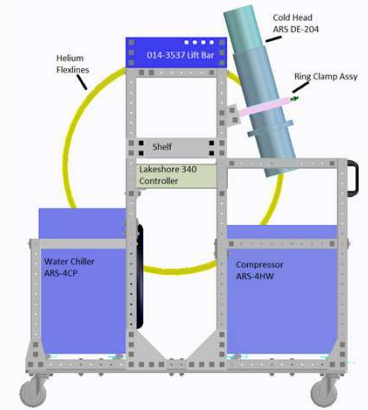 Cold Head
ARS DE-204
Helium
Flexlines
014-3537 Lift Bar
Ring Clamp Assy
Shelf
Lakeshore 340
Controller
Water Chiller
ARS-4CP
Compressor
ARS-4HW